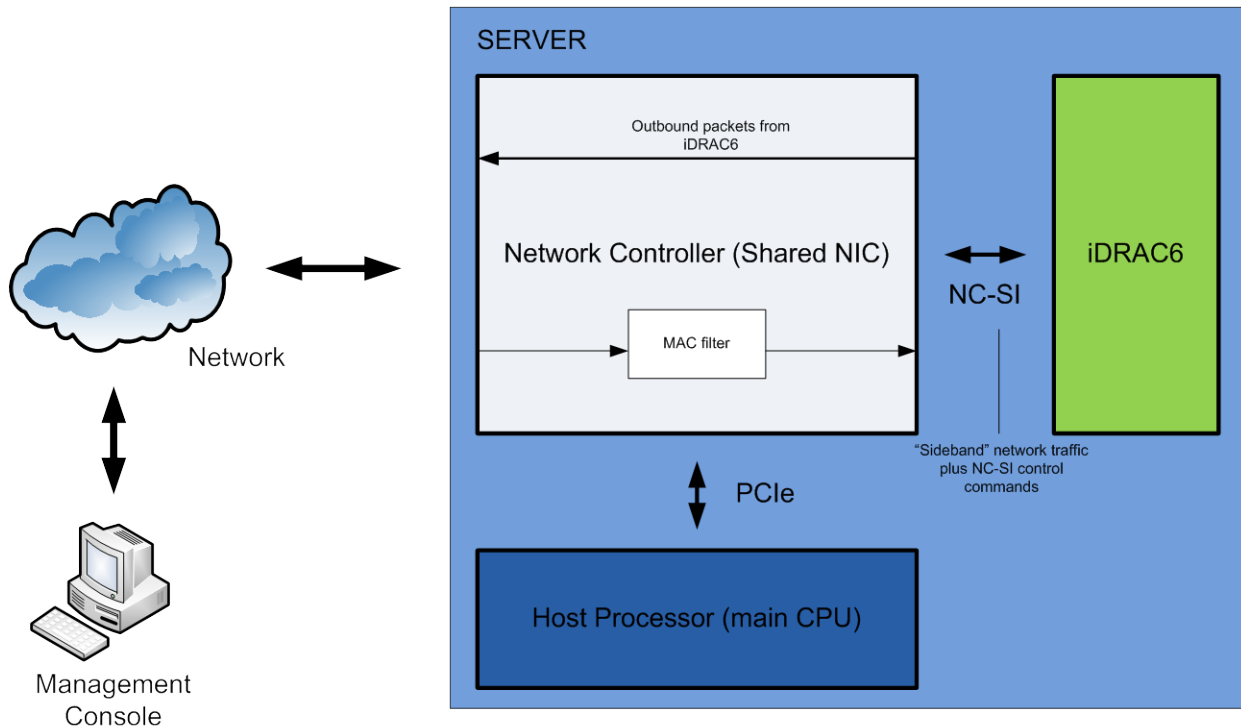 SERVER
Outbound packets from
iDRAC6
Network Controller (Shared NIC)
iDRAC6
NC-SI
Network
MAC filter
“Sideband” network traffic
plus NC-SI control
commands
PCIe
Host Processor (main CPU)
Management
Console